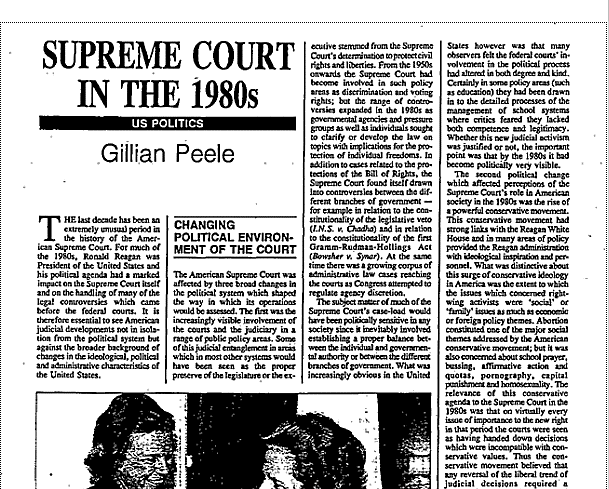 SUPREME COURT
IN THE 1980s
US POLITICS
Gillian Peele
THE last decade has been an
extremely unusual period in
the history of the Amer-
ican Supreme Court. For much of
the 1980s, Ronald Reagan was
President of the United States and
his political agenda had a marked
impact on the Supreme Court itself
and on the handling of many of the
legal controversies which came
before the federal courts. It is
therefore essential to see American
judicial developments not in isola-
tion from the political system but
against the broader background of
changes in the ideological, political
and administrative characteristics of
the United States.
CHANGING
POLITICAL ENVIRON-
MENT OF THE COURT
The American Supreme Court was
affected by three broad changes in
the political system which shaped
the way in which its operations
would be assessed. The first was the
increasingly visible involvement of
the courts and the judiciary in a
range of public policy areas. Some
of this judicial entanglement in areas
which in most other systems would
have been seen as the proper
preserve of the legislature or the ex-
ecutive stemmed from the Supreme
Court's determination to protect civil
rights and liberties. From the 1950s
onwards the Supreme Court had
become involved in such policy
areas as discrimination and voting
rights; but the range of contro-
versies expanded in the 1980s as
governmental agencies and pressure
groups as well as individuals sought
to clarify or develop the law on
topics with implications for the pro-
tection of individual freedoms. In
addition to cases related to the pro-
tections of the Bill of Rights, the
Supreme Court found itself drawn
into controversies between the dif-
ferent branches of government —
for example in relation to the con-
stitutionality of the legislative veto
(I.N.S. v. Chadha) and in relation
to the constitutionality of the first
Gramm-Rudman-Hollings Act
(Bowsher v. Synar). At the same
time there was a growing corpus of
administrative law cases reaching
the courts as Congress attempted to
regulate agency discretion.
The subject matter of much of the
Supreme Court's case-load would
have been politically sensitive in any
society since it inevitably involved
establishing a proper balance bet-
ween the individual and governmen-
tal authority or between the different
branches of government. What was
increasingly obvious in the United
States however was that many
observers felt the federal courts' in-
volvement in the political process
had altered in both degree and kind.
Certainly in some policy areas (such
as education) they had been drawn
in to the detailed processes of the
management of school systems
where critics feared they lacked
both competence and legitimacy.
Whether this new judicial activism
was justified or not, the important
point was that by the 1980s it had
become politically very visible.
The second political change
which affected perceptions of the
Supreme Court's role in American
society in the 1980s was the rise of
a powerful conservative movement.
This conservative movement had
strong links with the Reagan White
House and in many areas of policy
provided the Reagan administration
with ideological inspiration and per-
sonnel. What was distinctive about
this surge of conservative ideology
in America was the extent to which
the issues which concerned right-
wing activists were 'social' or
'family' issues as much as economic
or foreign policy themes. Abortion
constituted one of the major social
themes addressed by the American
conservative movement; but it was
also concerned about school prayer,
bussing, affirmative action and
quotas, pornography, capital
punishment and homosexuality. The
relevance of this conservative
agenda to the Supreme Court in the
1980s was that on virtually every
issue of importance to the new right
in that period the courts were seen
as having handed down decisions
which were incompatible with con-
servative values. Thus the con-
servative movement believed that
any reversal of the liberal trend of
judicial decisions required a